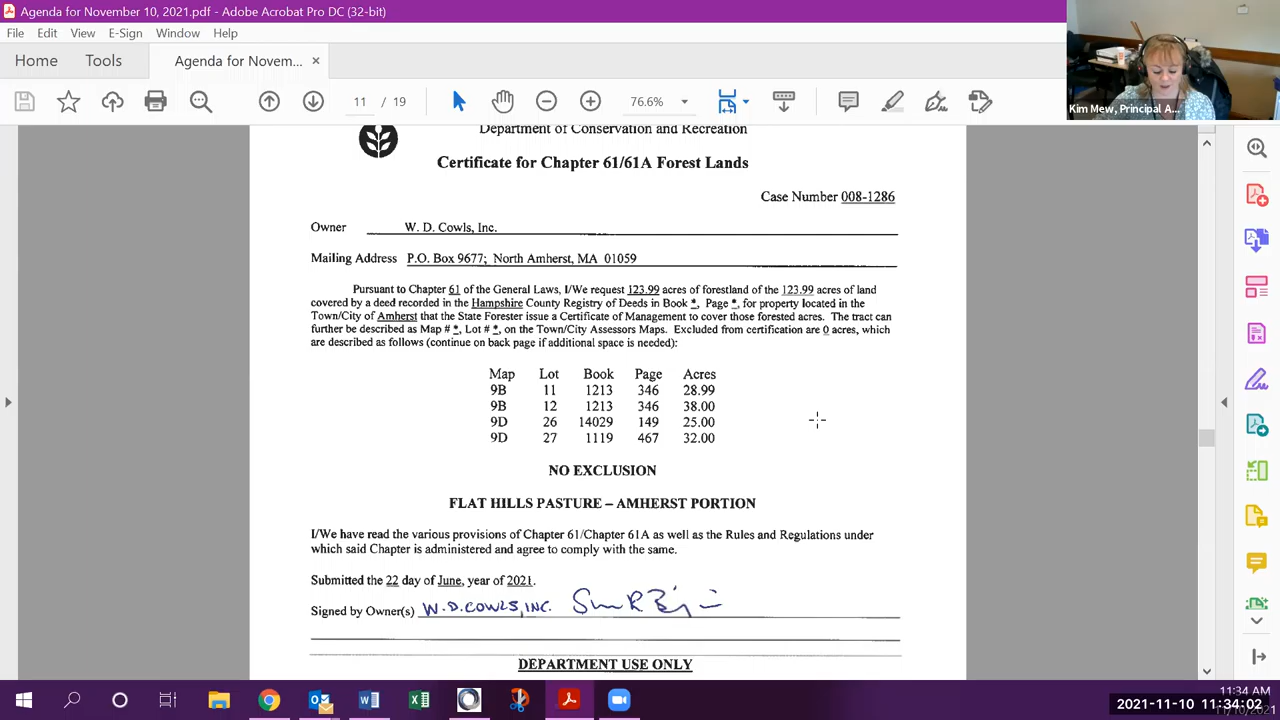 Agenda for November 10, 2021.pdf - Adobe Acrobat Pro DC (32-bit)
File Edit View E-Sign Window Help
Home Tools Agenda for Novem... ×
11 / 19 76.6%
Kim Mew, Principal A...
Department of Conservation and Recreation
Certificate for Chapter 61/61A Forest Lands
Case Number 008-1286
Owner W. D. Cowls, Inc.
Mailing Address P.O. Box 9677; North Amherst, MA 01059
Pursuant to Chapter 61 of the General Laws, I/We request 123.99 acres of forestland of the 123.99 acres of land
covered by a deed recorded in the Hampshire County Registry of Deeds in Book *, Page *, for property located in the
Town/City of Amherst that the State Forester issue a Certificate of Management to cover those forested acres. The tract can
further be described as Map # *, Lot # *, on the Town/City Assessors Maps. Excluded from certification are 0 acres, which
are described as follows (continue on back page if additional space is needed):
Map Lot Book Page Acres
9B 11 1213 346 28.99
9B 12 1213 346 38.00
9D 26 14029 149 25.00
9D 27 1119 467 32.00
NO EXCLUSION
FLAT HILLS PASTURE – AMHERST PORTION
I/We have read the various provisions of Chapter 61/Chapter 61A as well as the Rules and Regulations under
which said Chapter is administered and agree to comply with the same.
Submitted the 22 day of June, year of 2021.
Signed by Owner(s) W.D.COWLS, INC.
DEPARTMENT USE ONLY
11:34 AM
2021-11-10 11:34:02